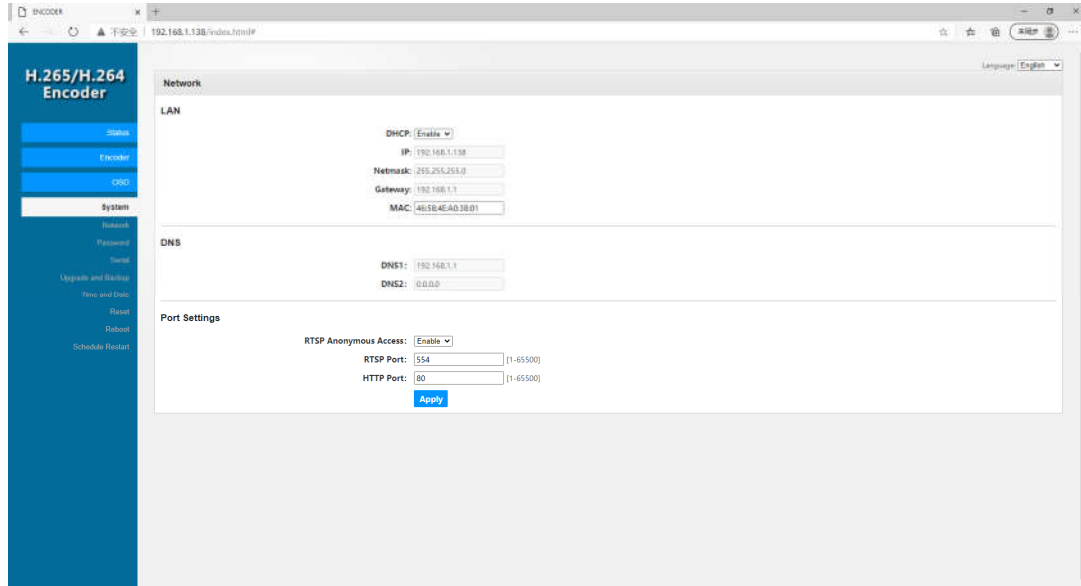 ENCODER
不安全 192.168.1.138/index.html#
未同步
Language: English
H.265/H.264
Encoder
Status
Encoder
OSD
System
Network
Password
Serial
Upgrade and Backup
Time and Date
Reset
Reboot
Schedule Restart
Network
LAN
DHCP: Enable
IP: 192.168.1.138
Netmask: 255.255.255.0
Gateway: 192.168.1.1
MAC: 46:58:4E:A0:38:01
DNS
DNS1: 192.168.1.1
DNS2: 0.0.0.0
Port Settings
RTSP Anonymous Access: Enable
RTSP Port: 554 [1-65500]
HTTP Port: 80 [1-65500]
Apply